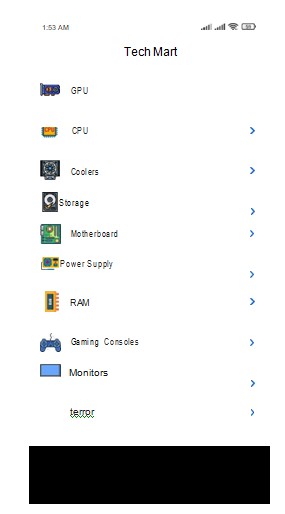 1:53 AM
Tech Mart
GPU
CPU
Coolers
Storage
Motherboard
Power Supply
RAM
Gaming Consoles
Monitors
terror